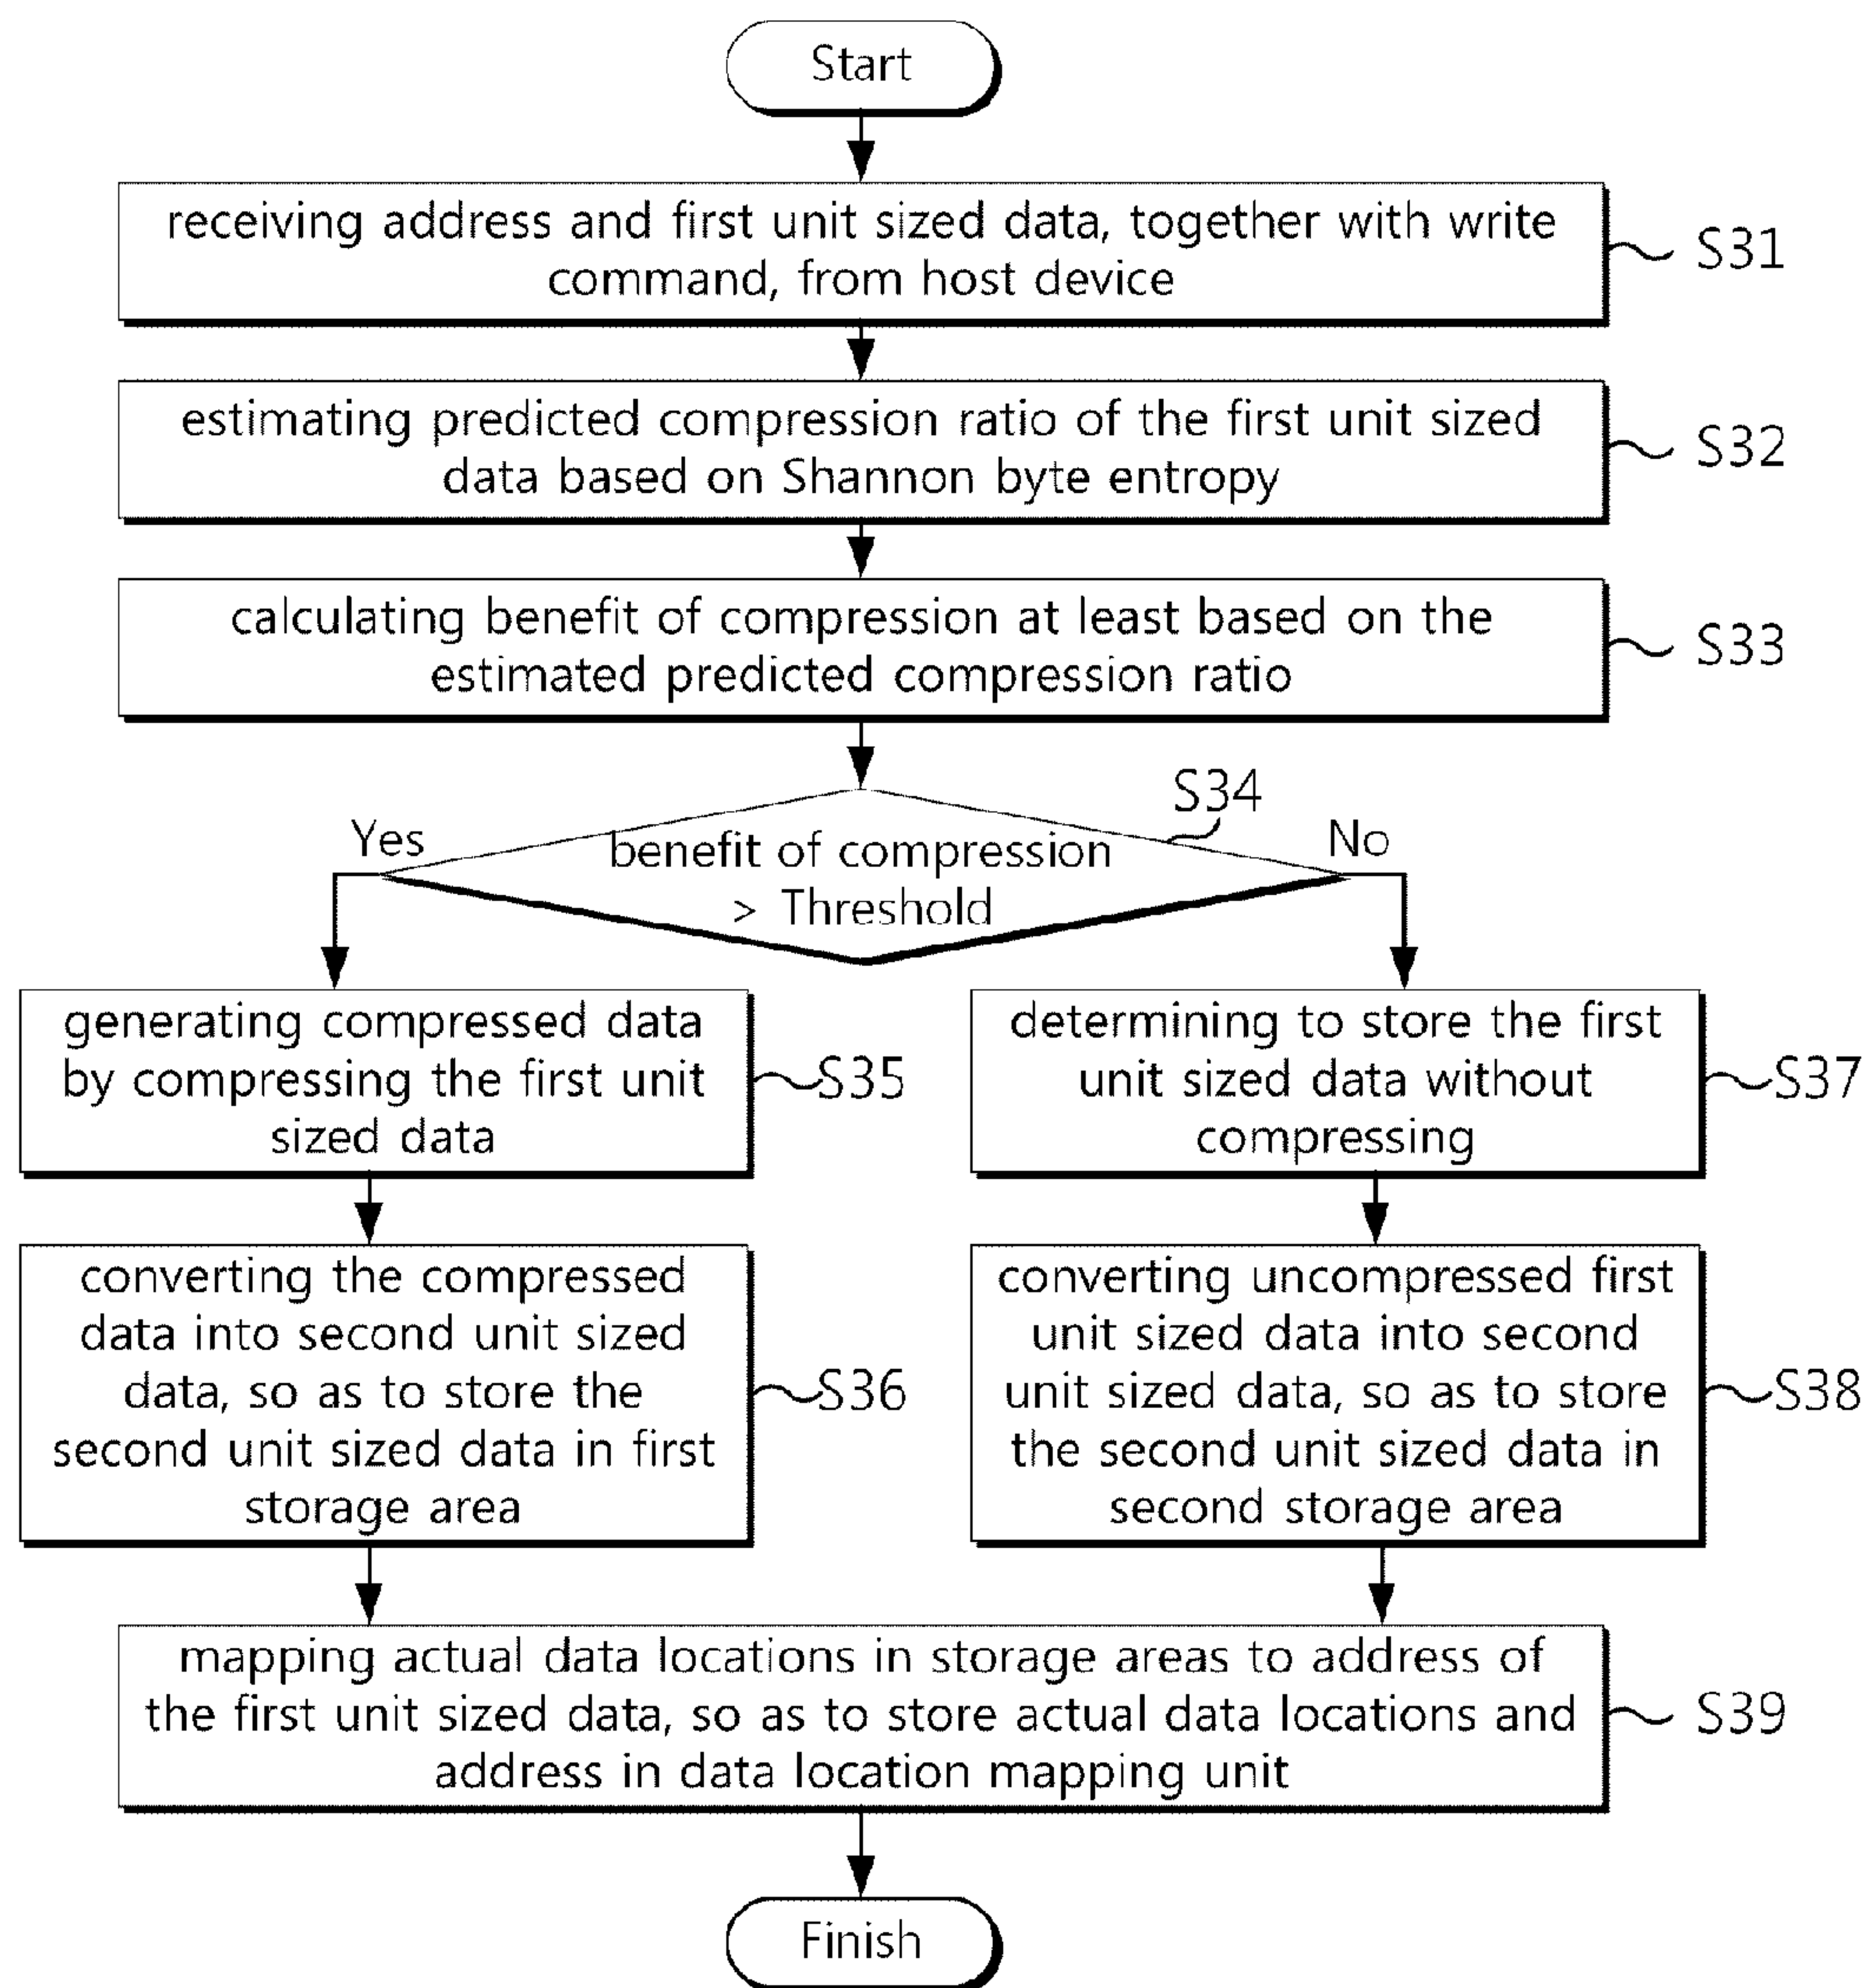 Start
receiving address and first unit sized data, together with write
command, from host device
S31
estimating predicted compression ratio of the first unit sized
data based on Shannon byte entropy
S32
calculating benefit of compression at least based on the
estimated predicted compression ratio
S33
S34
Yes
No
benefit of compression
> Threshold
generating compressed data
by compressing the first unit
sized data
S35
determining to store the first
unit sized data without
compressing
S37
converting the compressed
data into second unit sized
data, so as to store the
second unit sized data in first
storage area
S36
converting uncompressed first
unit sized data into second
unit sized data, so as to store
the second unit sized data in
second storage area
S38
mapping actual data locations in storage areas to address of
the first unit sized data, so as to store actual data locations and
address in data location mapping unit
S39
Finish